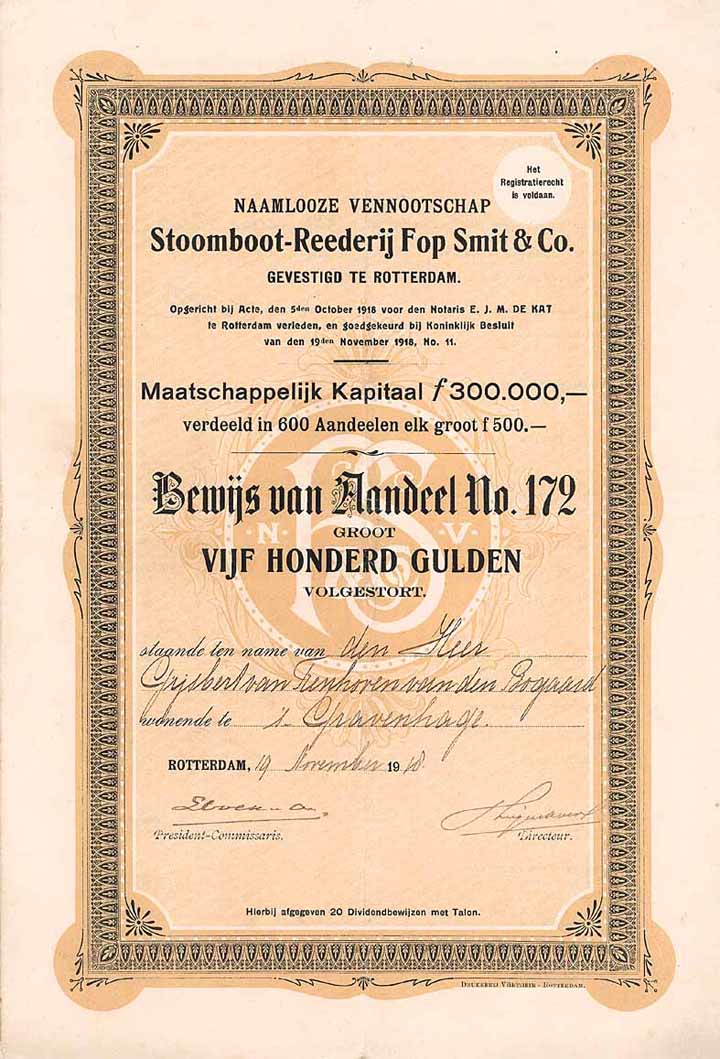 Het
Registratierecht
is voldaan.
NAAMLOOZE VENNOOTSCHAP
Stoomboot-Reederij Fop Smit & Co.
GEVESTIGD TE ROTTERDAM.
Opgericht bij Acte, den 5den October 1918 voor den Notaris E. J. M. DE KAT
te Rotterdam verleden, en goedgekeurd bij Koninklijk Besluit
van den 19den November 1918, No. 11.
Maatschappelijk Kapitaal f 300.000,—
verdeeld in 600 Aandeelen elk groot f 500.—
Bewijs van Aandeel No. 172
N. V.
GROOT
VIJF HONDERD GULDEN
VOLGESTORT.
staande ten name van den Heer
Gijsbert van Tienhoven van den Bogaard
wonende te 's Gravenhage.
ROTTERDAM, 19 November 1918.
President-Commissaris. Directeur.
Hierbij afgegeven 20 Dividendbewijzen met Talon.
DRUKKERIJ VÜRTHEIM - ROTTERDAM.